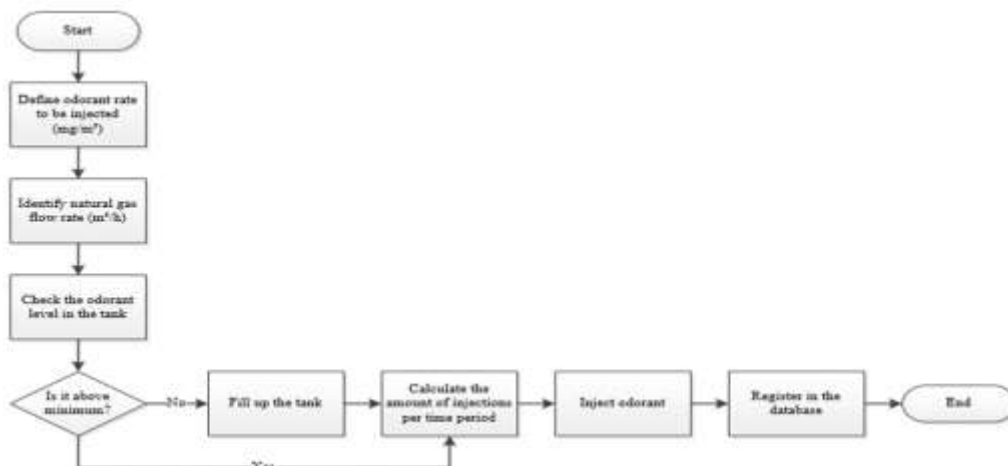 Start
Define odorant rate
to be injected
(mg/m³)
Identify natural gas
flow rate (m³/h)
Check the odorant
level in the tank
Is it above
minimum?
No
Fill up the tank
Calculate the
amount of injections
per time period
Inject odorant
Register in the
database
End
Yes